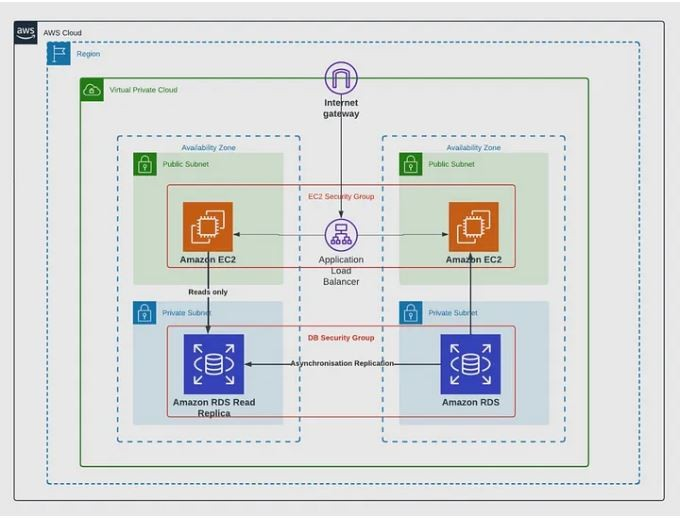 aws
AWS Cloud
Region
Virtual Private Cloud
Internet
gateway
Availability Zone
Availability Zone
Public Subnet
Public Subnet
EC2 Security Group
Amazon EC2
Application
Load
Balancer
Amazon EC2
Reads only
Private Subnet
Private Subnet
DB Security Group
Asynchronisation Replication
Amazon RDS Read
Replica
Amazon RDS